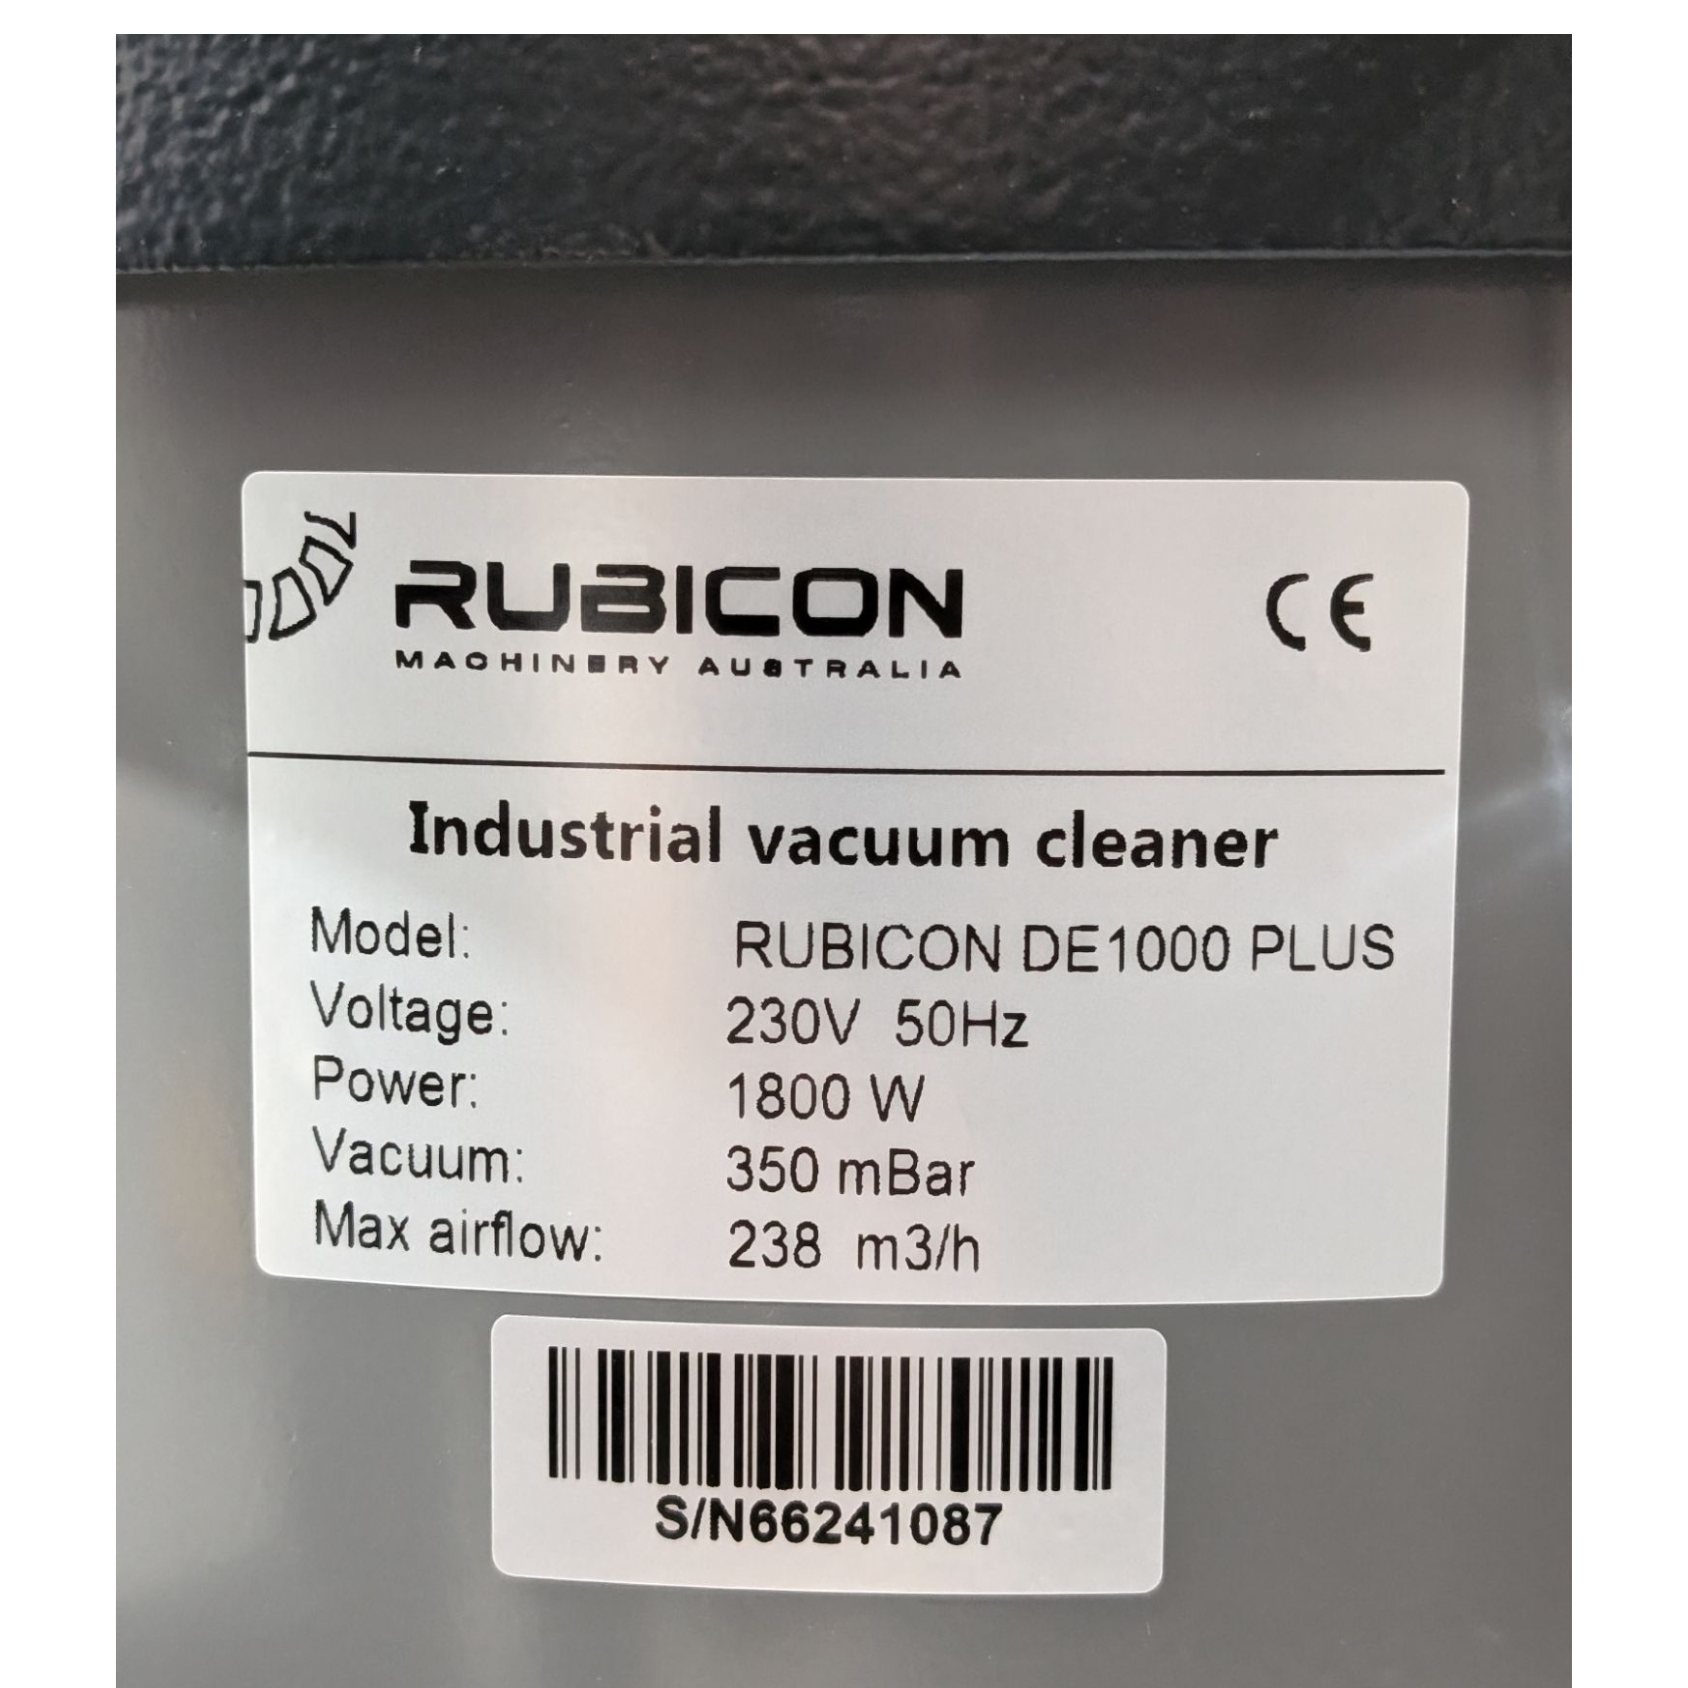 RUBICON
MACHINERY AUSTRALIA
CE
Industrial vacuum cleaner
Model: RUBICON DE1000 PLUS
Voltage: 230V 50Hz
Power: 1800 W
Vacuum: 350 mBar
Max airflow: 238 m3/h
S/N66241087